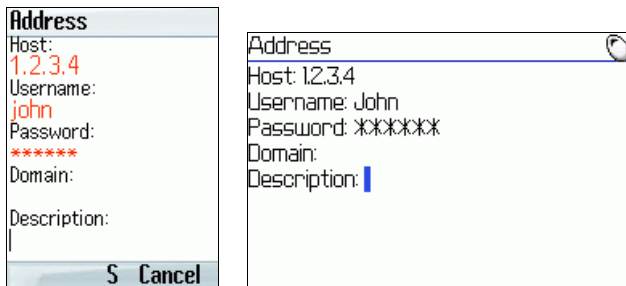 Address
Host:
1.2.3.4
Username:
john
Password:
******
Domain:
Description:
S Cancel
Address
Host: 1.2.3.4
Username: John
Password: ******
Domain:
Description: